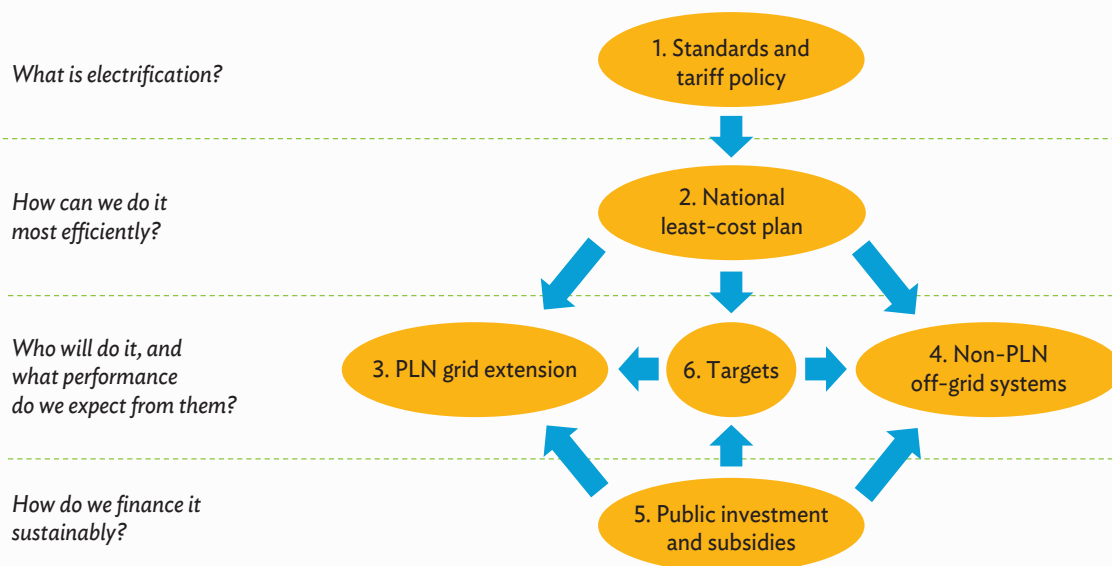 What is electrification?
1. Standards and
tariff policy
How can we do it
most efficiently?
2. National
least-cost plan
Who will do it, and
what performance
do we expect from them?
3. PLN grid extension
6. Targets
4. Non-PLN
off-grid systems
How do we finance it
sustainably?
5. Public investment
and subsidies